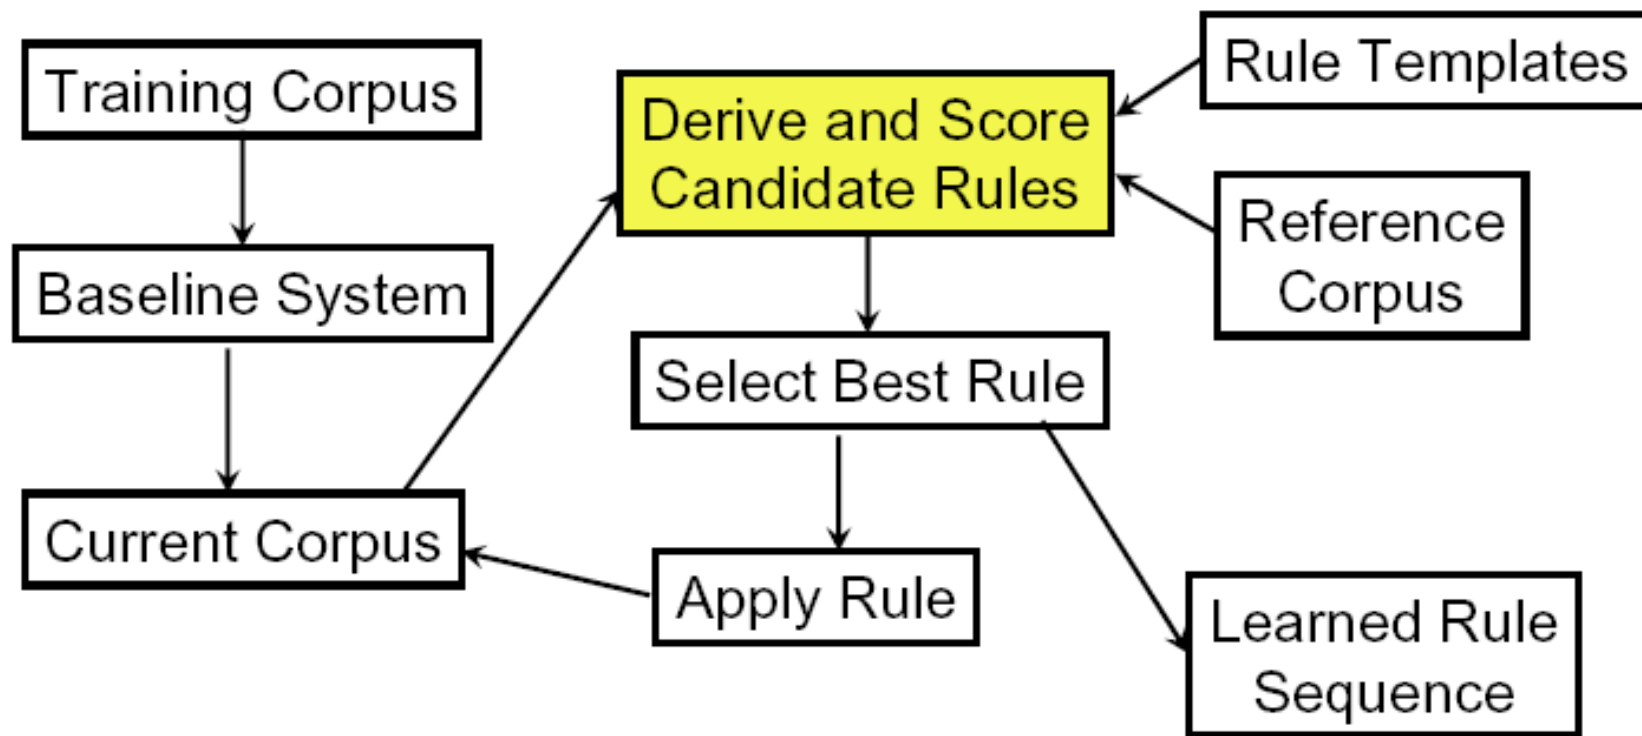 Training Corpus
Baseline System
Current Corpus
Derive and Score
Candidate Rules
Select Best Rule
Apply Rule
Rule Templates
Reference
Corpus
Learned Rule
Sequence